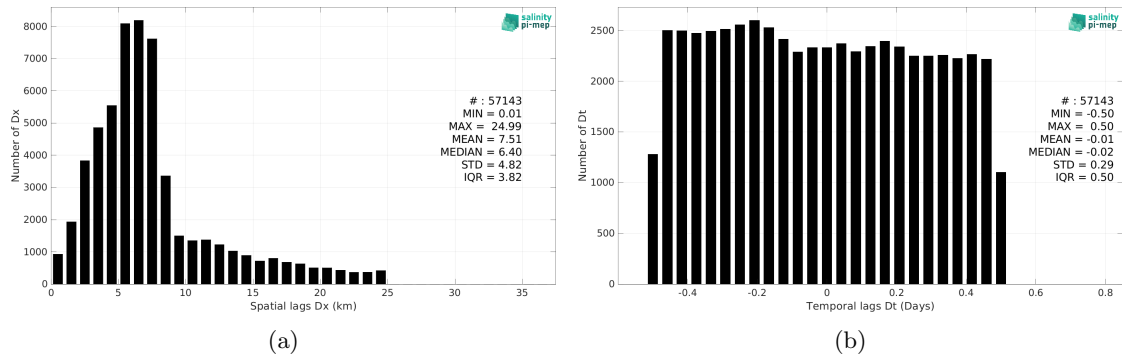 salinity
pi-mep
8000
7000
6000
5000
4000
3000
2000
1000
0
Number of Dx
# : 57143
MIN = 0.01
MAX = 24.99
MEAN = 7.51
MEDIAN = 6.40
STD = 4.82
IQR = 3.82
0 5 10 15 20 25 30 35
Spatial lags Dx (km)
(a)
salinity
pi-mep
2500
2000
1500
1000
500
0
Number of Dt
# : 57143
MIN = -0.50
MAX = 0.50
MEAN = -0.01
MEDIAN = -0.02
STD = 0.29
IQR = 0.50
-0.4 -0.2 0 0.2 0.4 0.6 0.8
Temporal lags Dt (Days)
(b)